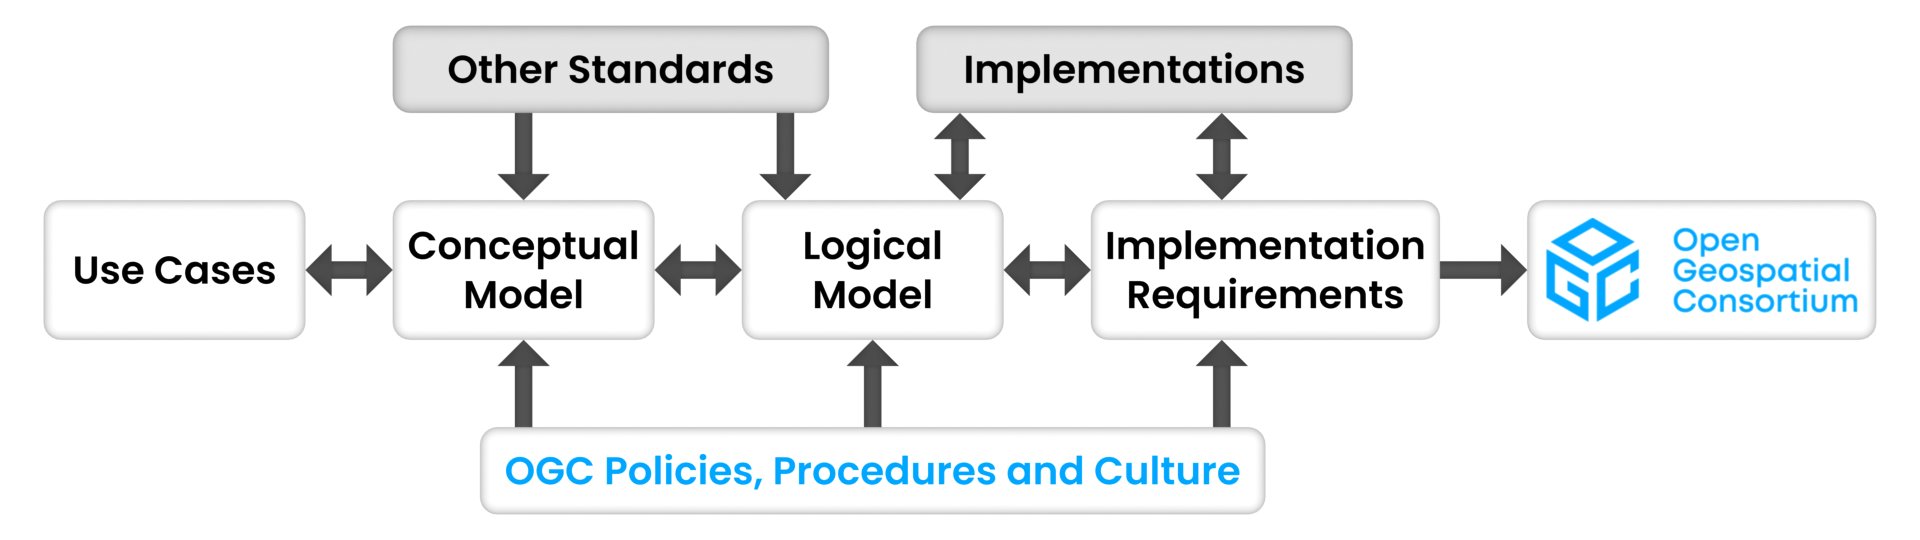 Other Standards
Implementations
Use Cases
Conceptual
Model
Logical
Model
Implementation
Requirements
OGC
Open
Geospatial
Consortium
OGC Policies, Procedures and Culture